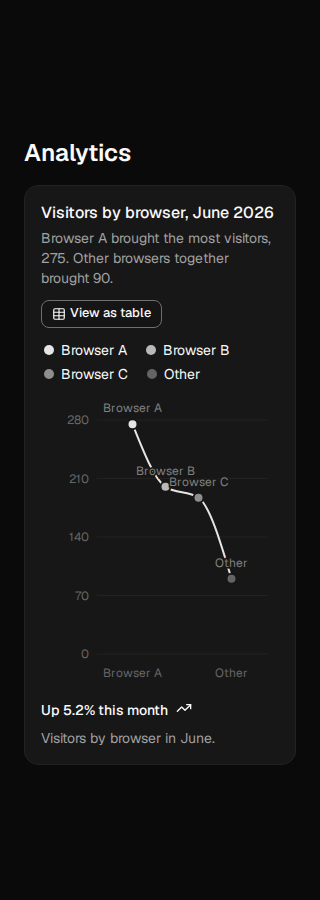 Analytics
Visitors by browser, June 2026
Browser A brought the most visitors,
275. Other browsers together
brought 90.
View as table
Browser A
Browser B
Browser C
Other
Browser A
280
Browser B
210
Browser C
140
Other
70
0
Browser A
Other
Up 5.2% this month
Visitors by browser in June.